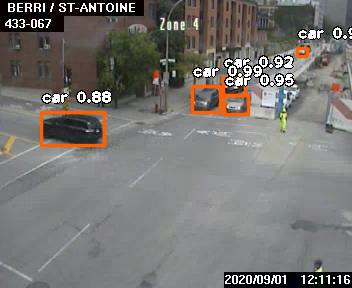 BERRI / ST-ANTOINE
433-067
Zone 4
car 0.9
car 0.92
car 0.99
car 0.95
car 0.88
2020/09/01 12:11:16